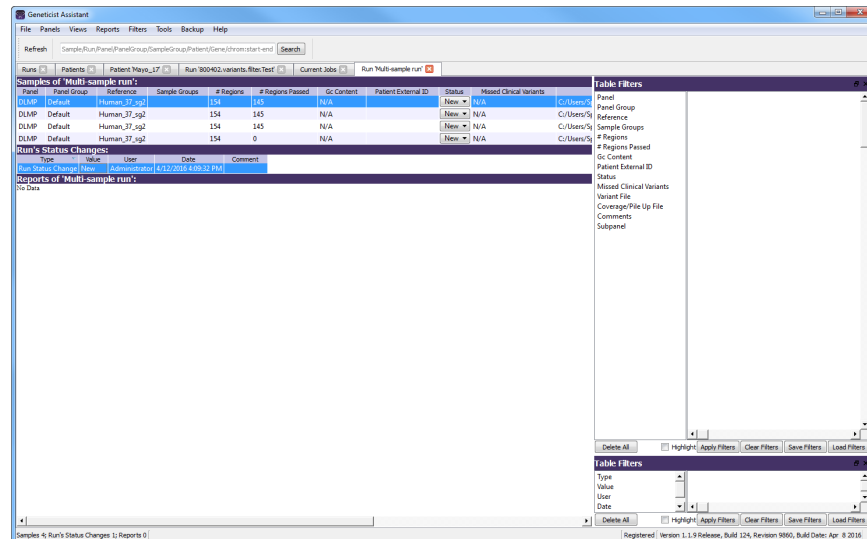 Geneticist Assistant
File Panels Views Reports Filters Tools Backup Help
Refresh Sample/Run/Panel/PanelGroup/SampleGroup/Patient/Gene/chrom:start-end Search
Runs Patients Patient 'Mayo_17' Run '800402.variants.filter.Test' Current Jobs Run 'Multi-sample run'
Samples of 'Multi-sample run':
Panel Panel Group Reference Sample Groups # Regions # Regions Passed Gc Content Patient External ID Status Missed Clinical Variants
DLMP Default Human_37_sg2 154 145 N/A New N/A C:/Users/S
DLMP Default Human_37_sg2 154 145 N/A New N/A C:/Users/S
DLMP Default Human_37_sg2 154 145 N/A New N/A C:/Users/S
DLMP Default Human_37_sg2 154 0 N/A New N/A C:/Users/S
Run's Status Changes:
Type Value User Date Comment
Run Status Change New Administrator 4/12/2016 4:09:32 PM
Reports of 'Multi-sample run':
No Data
Table Filters
Panel
Panel Group
Reference
Sample Groups
# Regions
# Regions Passed
Gc Content
Patient External ID
Status
Missed Clinical Variants
Variant File
Coverage/Pile Up File
Comments
Subpanel
Delete All Highlight Apply Filters Clear Filters Save Filters Load Filters
Table Filters
Type
Value
User
Date
Delete All Highlight Apply Filters Clear Filters Save Filters Load Filters
Samples 4; Run's Status Changes 1; Reports 0
Registered Version 1.1.9 Release, Build 124, Revision 9860, Build Date: Apr 8 2016